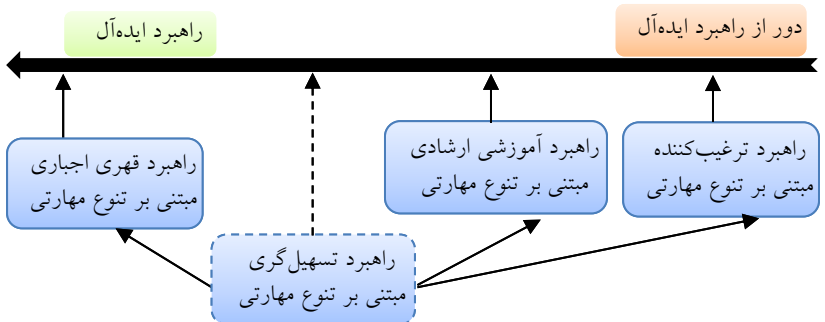 دور از راهبرد ایده‌آل
راهبرد ایده‌آل
راهبرد ترغیب‌کننده
مبتنی بر تنوع مهارتی
راهبرد آموزشی ارشادی
مبتنی بر تنوع مهارتی
راهبرد تسهیل‌گری
مبتنی بر تنوع مهارتی
راهبرد قهری اجباری
مبتنی بر تنوع مهارتی